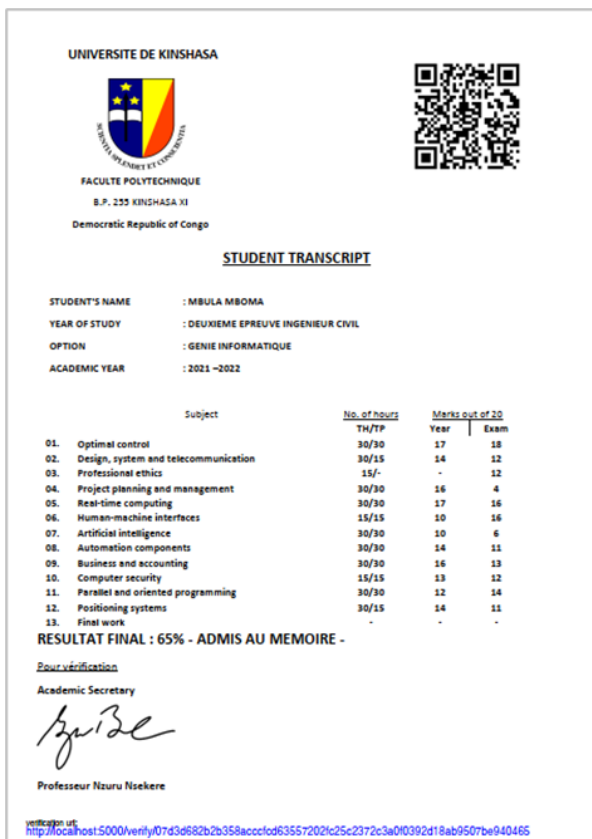 UNIVERSITE DE KINSHASA
SCIENTIA SPLENDET ET CONSCIENTIA
FACULTE POLYTECHNIQUE
B.P. 255 KINSHASA XI
Democratic Republic of Congo
STUDENT TRANSCRIPT
STUDENT'S NAME : MBULA MBOMA
YEAR OF STUDY : DEUXIEME EPREUVE INGENIEUR CIVIL
OPTION : GENIE INFORMATIQUE
ACADEMIC YEAR : 2021 –2022
Subject No. of hours Marks out of 20
TH/TP Year Exam
01. Optimal control 30/30 17 18
02. Design, system and telecommunication 30/15 14 12
03. Professional ethics 15/- - 12
04. Project planning and management 30/30 16 4
05. Real-time computing 30/30 17 16
06. Human-machine interfaces 15/15 10 16
07. Artificial intelligence 30/30 10 6
08. Automation components 30/30 14 11
09. Business and accounting 30/30 16 13
10. Computer security 15/15 13 12
11. Parallel and oriented programming 30/30 12 14
12. Positioning systems 30/15 14 11
13. Final work - - -
RESULTAT FINAL : 65% - ADMIS AU MEMOIRE -
Pour vérification
Academic Secretary
Professeur Nzuru Nsekere
verification url:
http://localhost:5000/verify/07d3d682b2b358acccfcd63557202fc25c2372c3a0f0392d18ab9507be940465